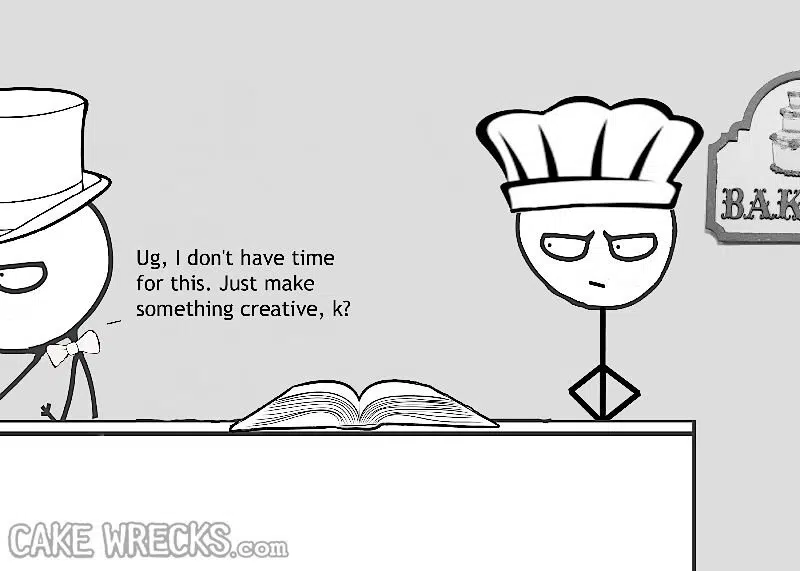 Ug, I don't have time
for this. Just make
something creative, k?
BAK
CAKE WRECKS.com